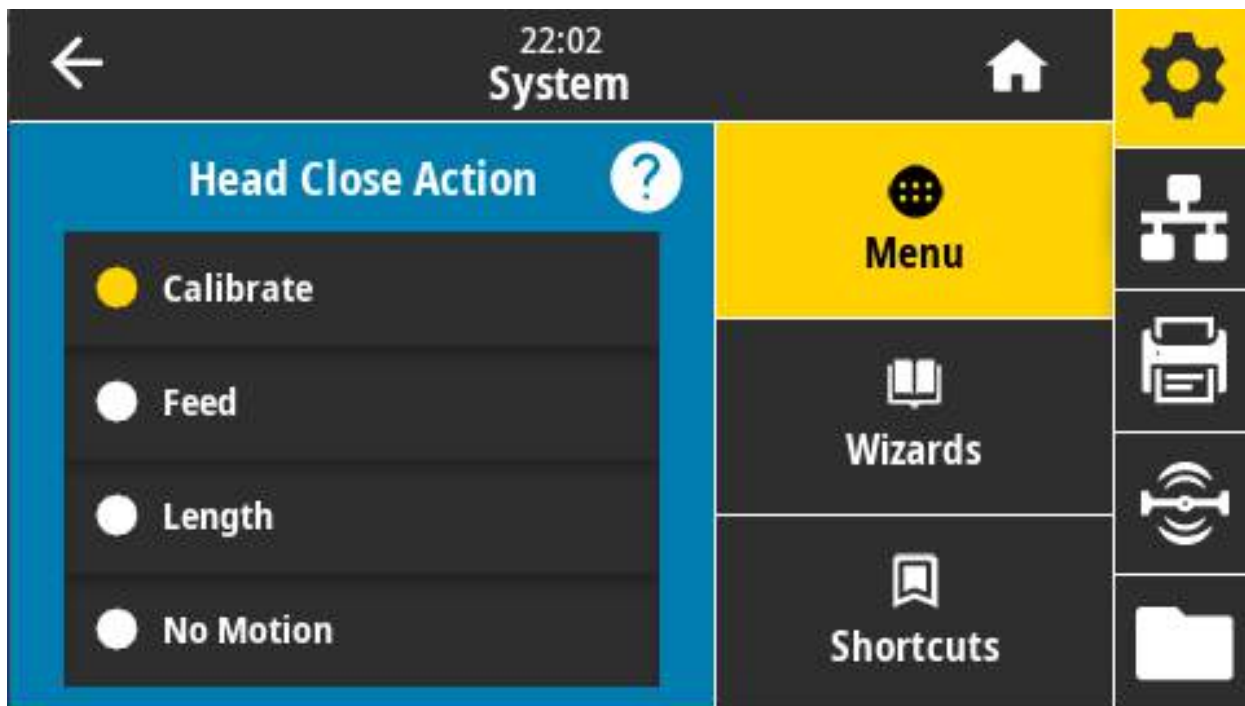 22:02
System
Head Close Action
?
Calibrate
Feed
Length
No Motion
Menu
Wizards
Shortcuts